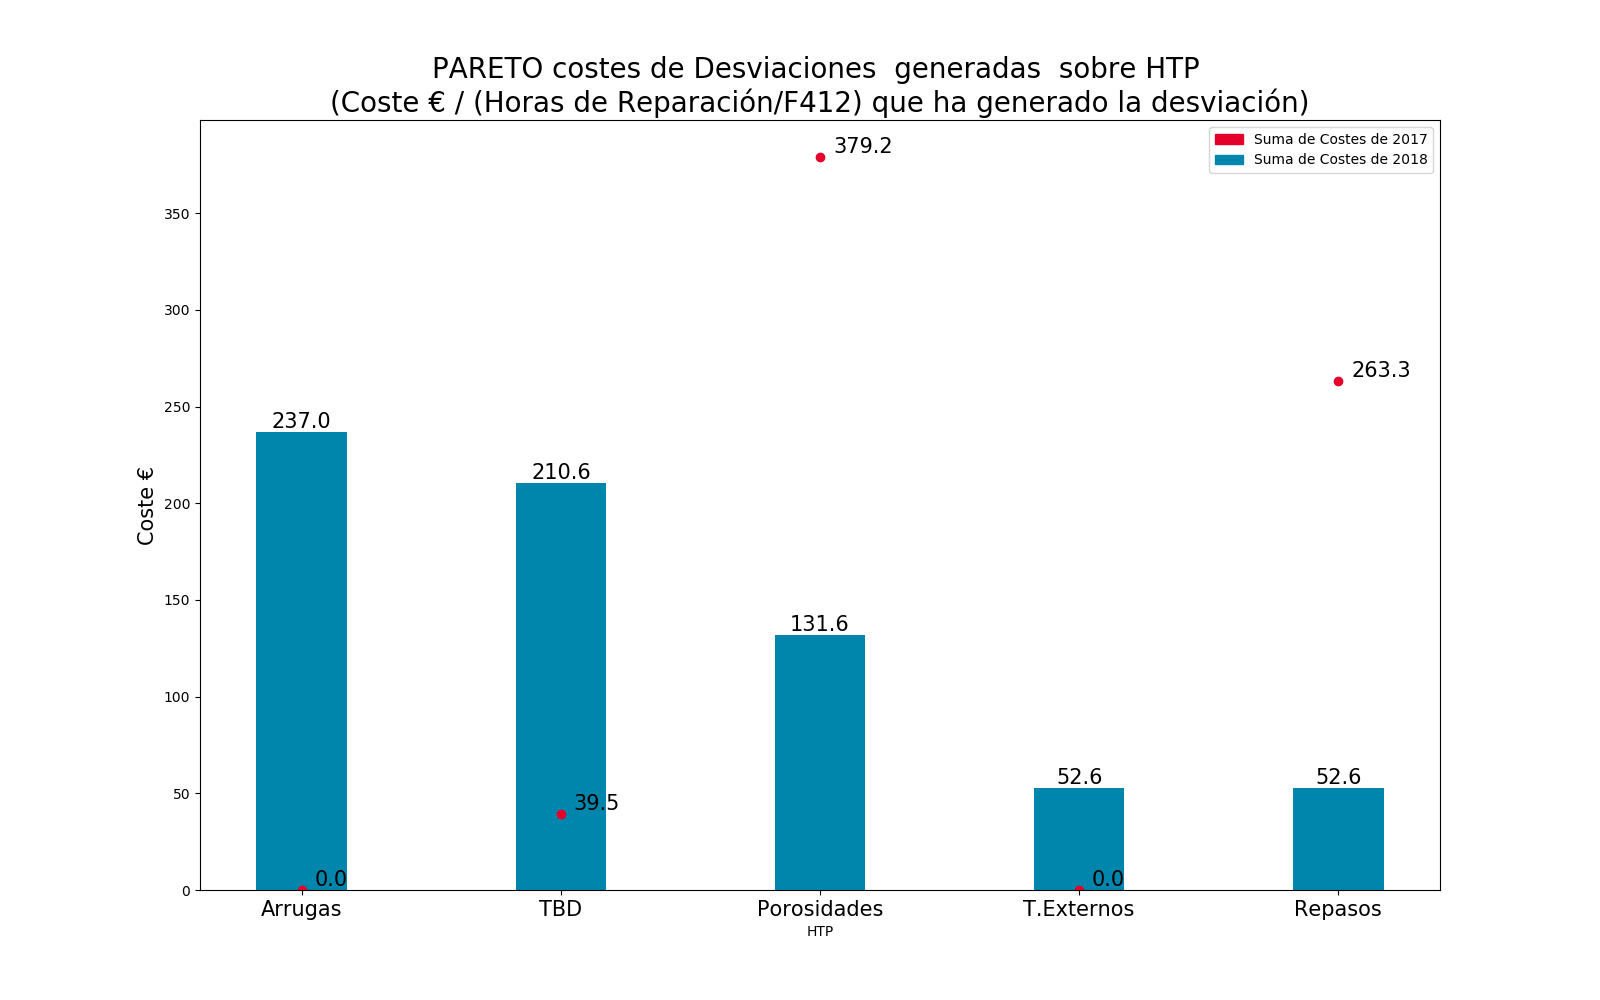 PARETO costes de Desviaciones  generadas  sobre HTP
(Coste € / (Horas de Reparación/F412) que ha generado la desviación)
Suma de Costes de 2017
Suma de Costes de 2018
Coste €
350
300
250
200
150
100
50
0
379.2
263.3
237.0
210.6
131.6
52.6
52.6
39.5
0.0
0.0
Arrugas
TBD
Porosidades
T.Externos
Repasos
HTP